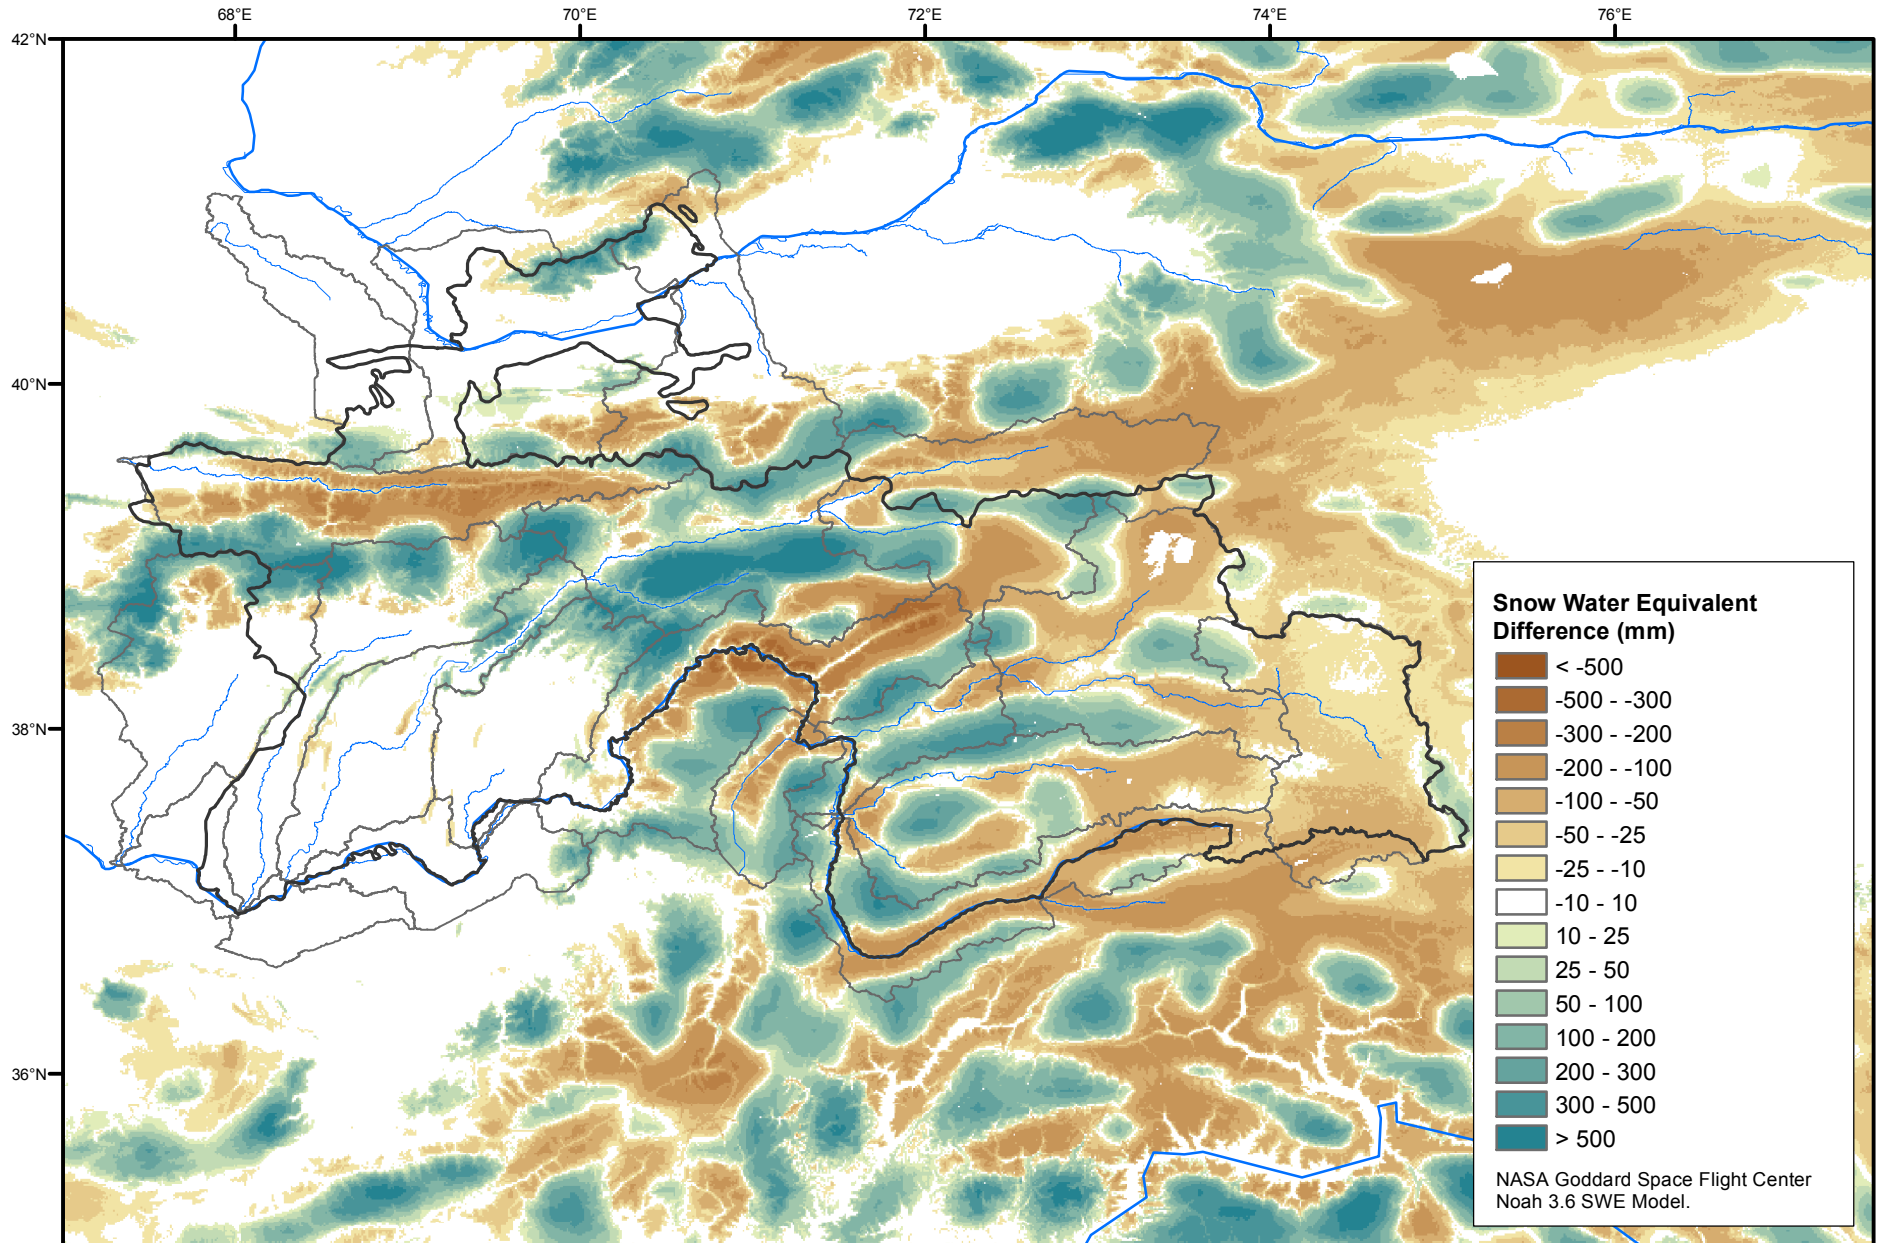 68°E
70°E
72°E
74°E
76°E
42°N
40°N
38°N
36°N
Snow Water Equivalent
Difference (mm)
< -500
-500 - -300
-300 - -200
-200 - -100
-100 - -50
-50 - -25
-25 - -10
-10 - 10
10 - 25
25 - 50
50 - 100
100 - 200
200 - 300
300 - 500
> 500
NASA Goddard Space Flight Center
Noah 3.6 SWE Model.